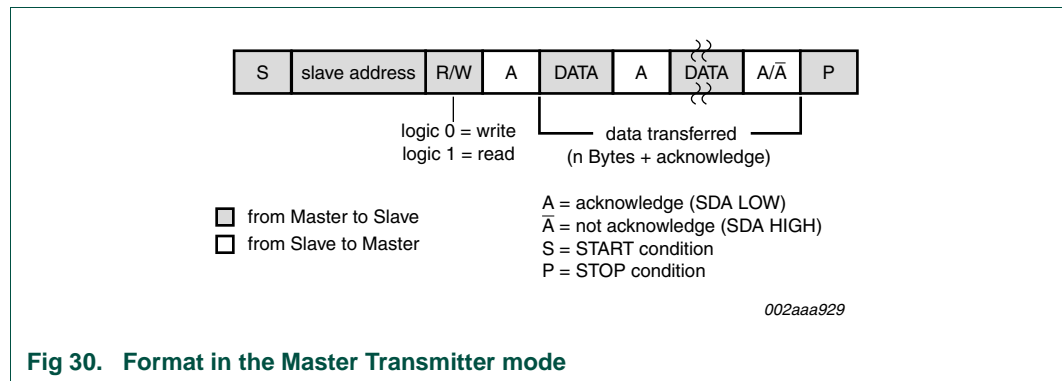 S slave address R/W A DATA A DATA A/A̅ P
logic 0 = write
logic 1 = read
data transferred
(n Bytes + acknowledge)
from Master to Slave
from Slave to Master
A = acknowledge (SDA LOW)
A̅ = not acknowledge (SDA HIGH)
S = START condition
P = STOP condition
002aaa929
Fig 30. Format in the Master Transmitter mode